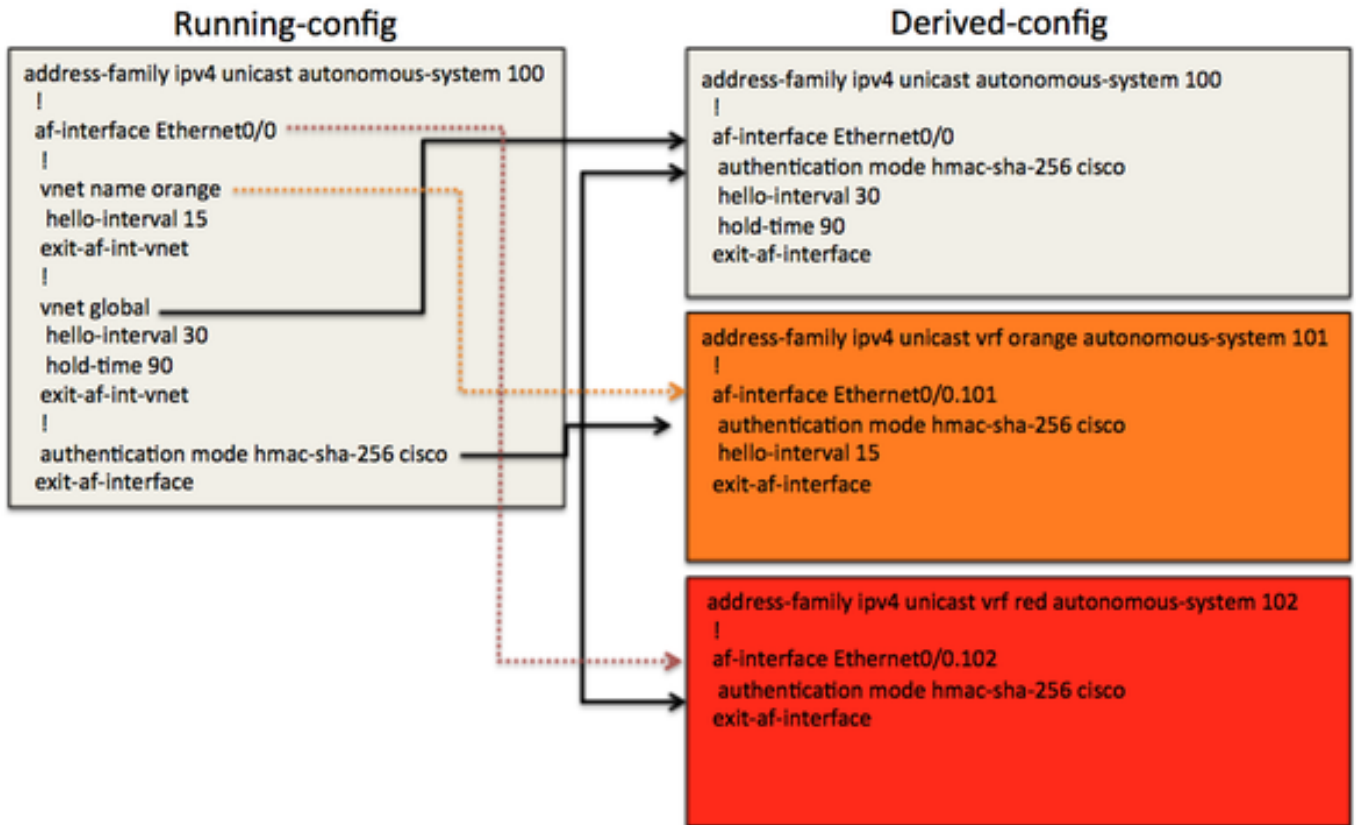 Running-config
address-family ipv4 unicast autonomous-system 100
!
af-interface Ethernet0/0
!
vnet name orange
hello-interval 15
exit-af-int-vnet
!
vnet global
hello-interval 30
hold-time 90
exit-af-int-vnet
!
authentication mode hmac-sha-256 cisco
exit-af-interface
Derived-config
address-family ipv4 unicast autonomous-system 100
!
af-interface Ethernet0/0
authentication mode hmac-sha-256 cisco
hello-interval 30
hold-time 90
exit-af-interface
address-family ipv4 unicast vrf orange autonomous-system 101
!
af-interface Ethernet0/0.101
authentication mode hmac-sha-256 cisco
hello-interval 15
exit-af-interface
address-family ipv4 unicast vrf red autonomous-system 102
!
af-interface Ethernet0/0.102
authentication mode hmac-sha-256 cisco
exit-af-interface